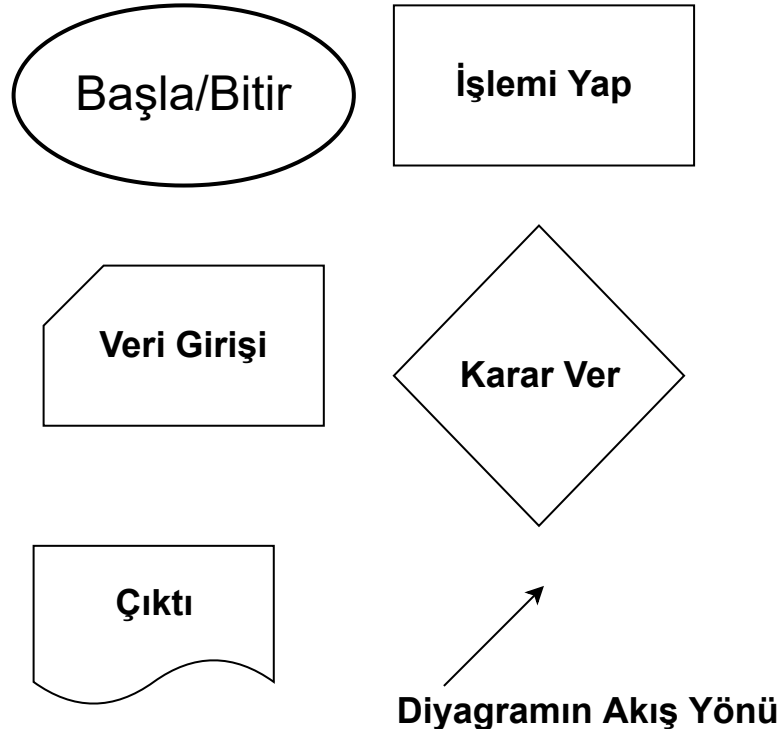 Başla/Bitir
İşlemi Yap
Veri Girişi
Karar Ver
Çıktı
Diyagramın Akış Yönü